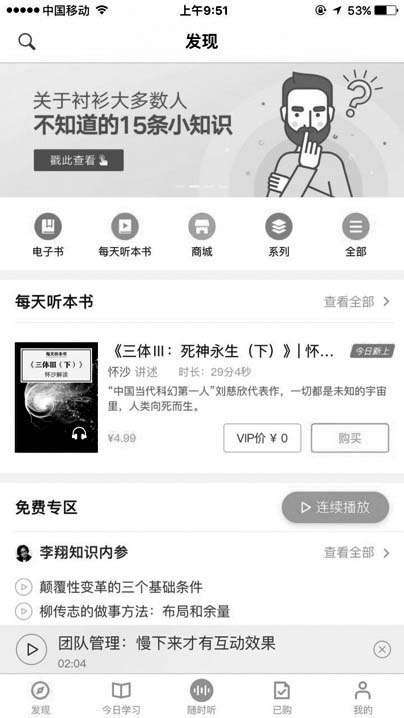 中国移动
上午9:51
53%
发现
关于衬衫大多数人
不知道的15条小知识
戳此查看
电子书
每天听本书
商城
系列
全部
每天听本书
查看全部
每天听本书
《三体Ⅲ(下)》
怀沙解读
《三体Ⅲ：死神永生（下）》| 怀…
今日新上
怀沙 讲述 时长：29分4秒
“中国当代科幻第一人”刘慈欣代表作，一切都是未知的宇宙
里，人类向死而生。
¥4.99
VIP价 ¥ 0
购买
免费专区
连续播放
李翔知识内参
查看全部
颠覆性变革的三个基础条件
柳传志的做事方法：布局和余量
团队管理：慢下来才有互动效果
02:04
发现
今日学习
随时听
已购
我的